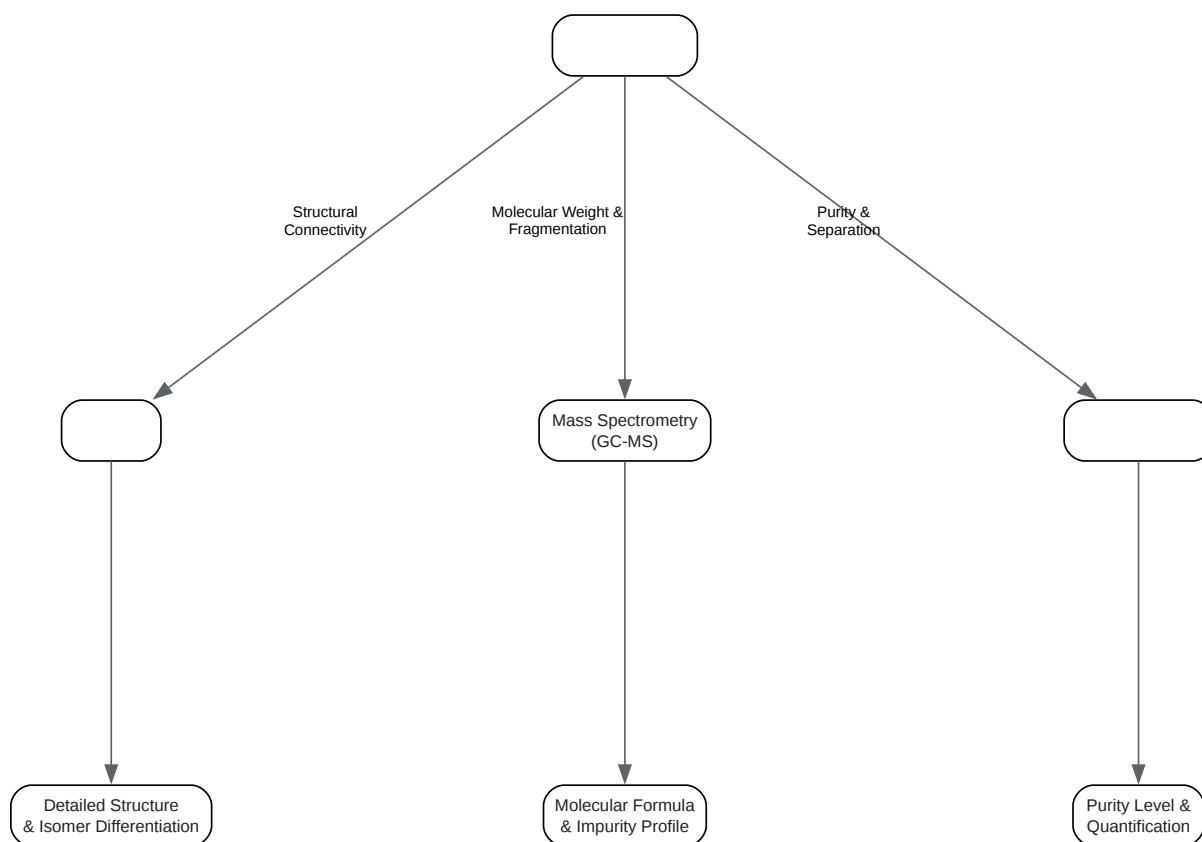 Structural
Connectivity
Molecular Weight &
Fragmentation
Purity &
Separation
Mass Spectrometry
(GC-MS)
Detailed Structure
& Isomer Differentiation
Molecular Formula
& Impurity Profile
Purity Level &
Quantification